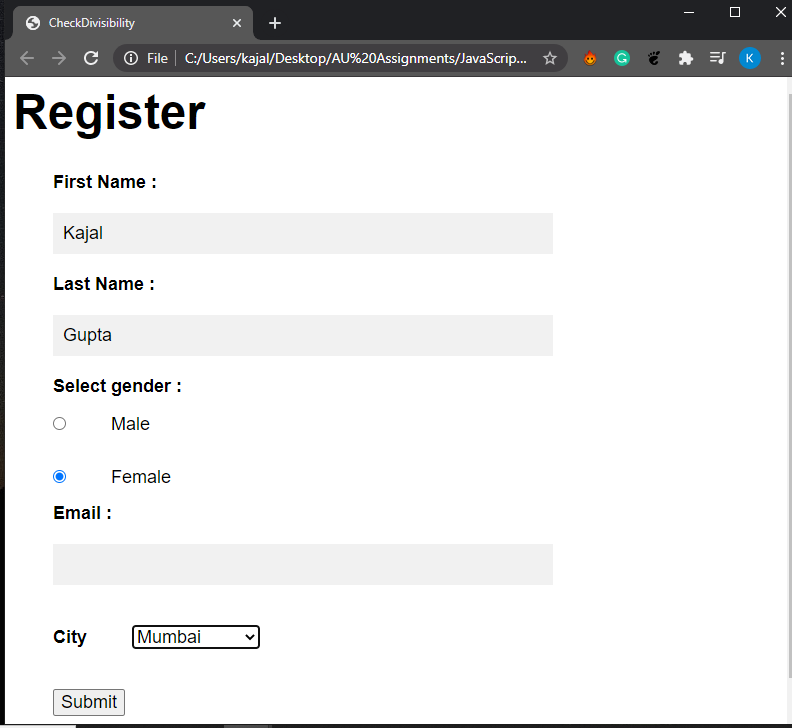 CheckDivisibility
File C:/Users/kajal/Desktop/AU%20Assignments/JavaScrip...
K
Register
First Name :
Kajal
Last Name :
Gupta
Select gender :
Male
Female
Email :
City Mumbai
Submit